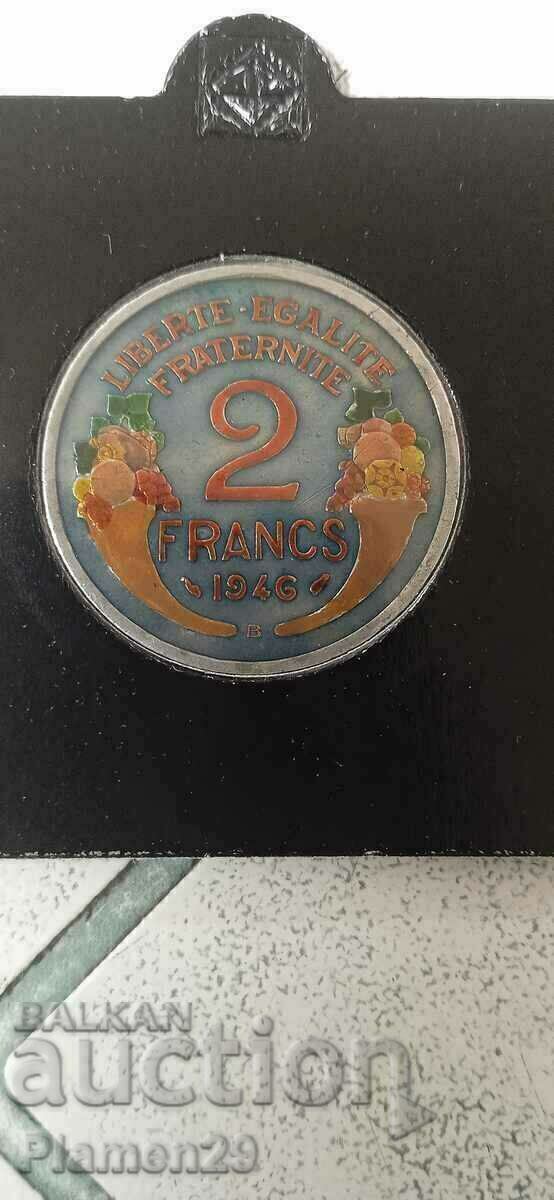 LIBERTE · EGALITE
FRATERNITE
2
FRANCS
1946
B
BALKAN
auction
Plamen29